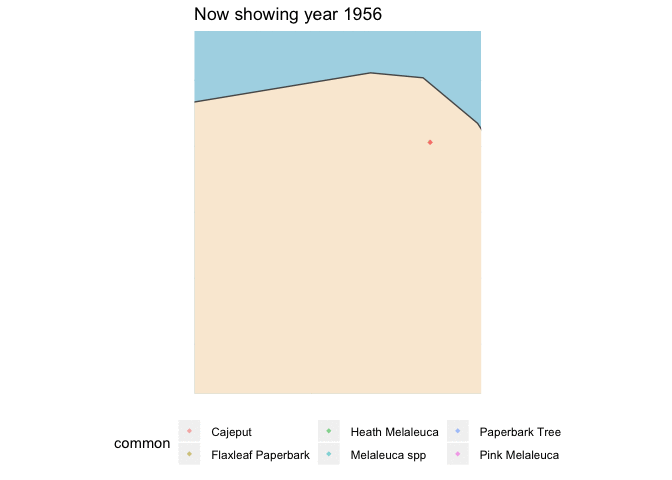 Now showing year 1956
common
Cajeput
Heath Melaleuca
Paperbark Tree
Flaxleaf Paperbark
Melaleuca spp
Pink Melaleuca